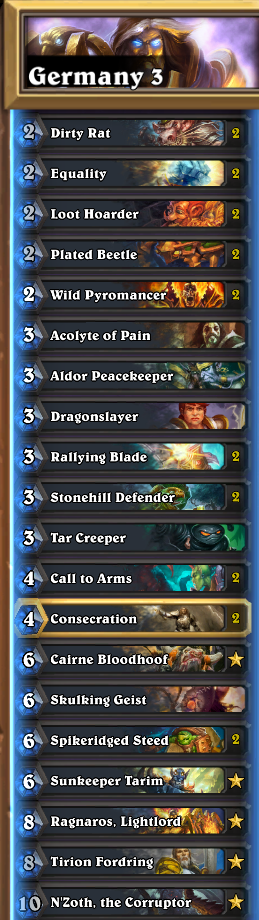 Germany 3
2 Dirty Rat 2
2 Equality 2
2 Loot Hoarder 2
2 Plated Beetle 2
2 Wild Pyromancer 2
3 Acolyte of Pain
3 Aldor Peacekeeper
3 Dragonslayer
3 Rallying Blade 2
3 Stonehill Defender 2
3 Tar Creeper
4 Call to Arms 2
4 Consecration 2
6 Cairne Bloodhoof
6 Skulking Geist
6 Spikeridged Steed 2
6 Sunkeeper Tarim
8 Ragnaros, Lightlord
8 Tirion Fordring
10 N'Zoth, the Corruptor